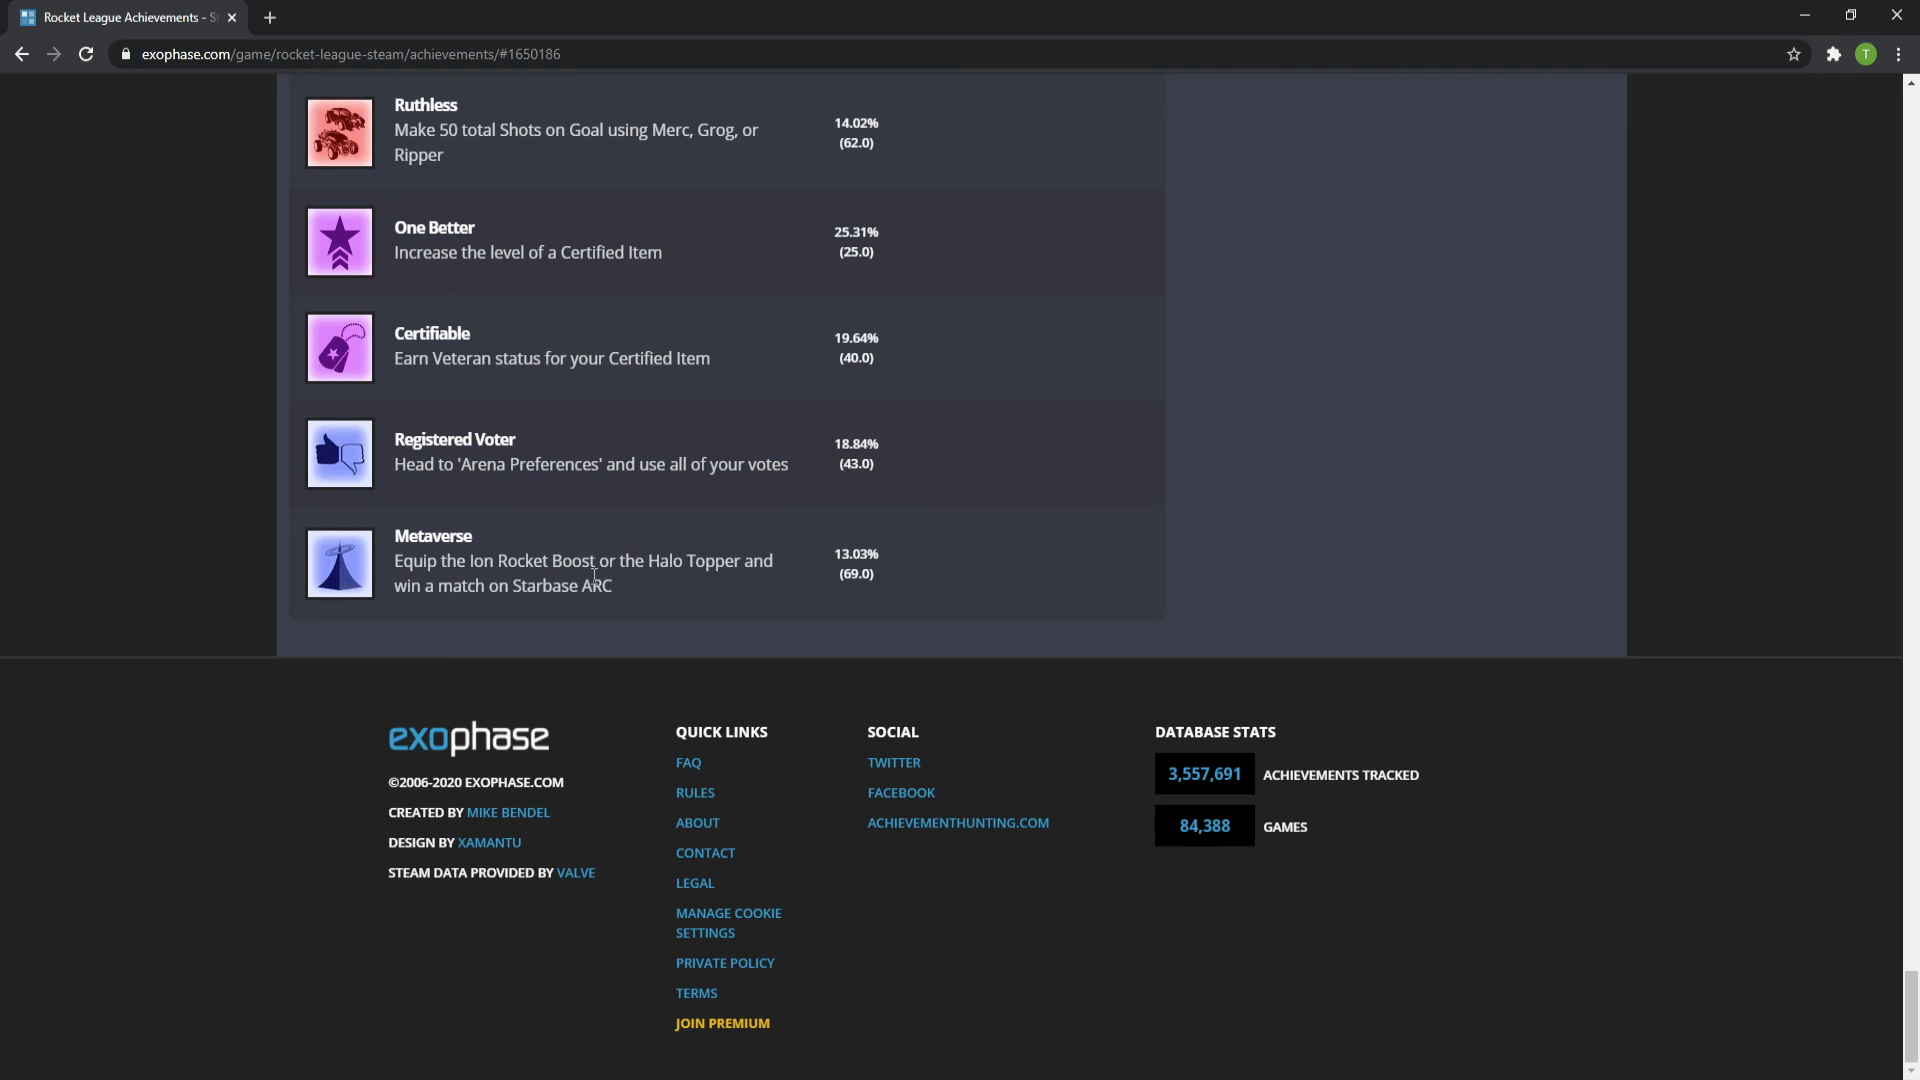 Rocket League Achievements - S
exophase.com/game/rocket-league-steam/achievements/#1650186
T
Ruthless
Make 50 total Shots on Goal using Merc, Grog, or
Ripper
14.02%
(62.0)
One Better
Increase the level of a Certified Item
25.31%
(25.0)
Certifiable
Earn Veteran status for your Certified Item
19.64%
(40.0)
Registered Voter
Head to 'Arena Preferences' and use all of your votes
18.84%
(43.0)
Metaverse
Equip the Ion Rocket Boost or the Halo Topper and
win a match on Starbase ARC
13.03%
(69.0)
exophase
©2006-2020 EXOPHASE.COM
CREATED BY MIKE BENDEL
DESIGN BY XAMANTU
STEAM DATA PROVIDED BY VALVE
QUICK LINKS
FAQ
RULES
ABOUT
CONTACT
LEGAL
MANAGE COOKIE
SETTINGS
PRIVATE POLICY
TERMS
JOIN PREMIUM
SOCIAL
TWITTER
FACEBOOK
ACHIEVEMENTHUNTING.COM
DATABASE STATS
3,557,691 ACHIEVEMENTS TRACKED
84,388 GAMES